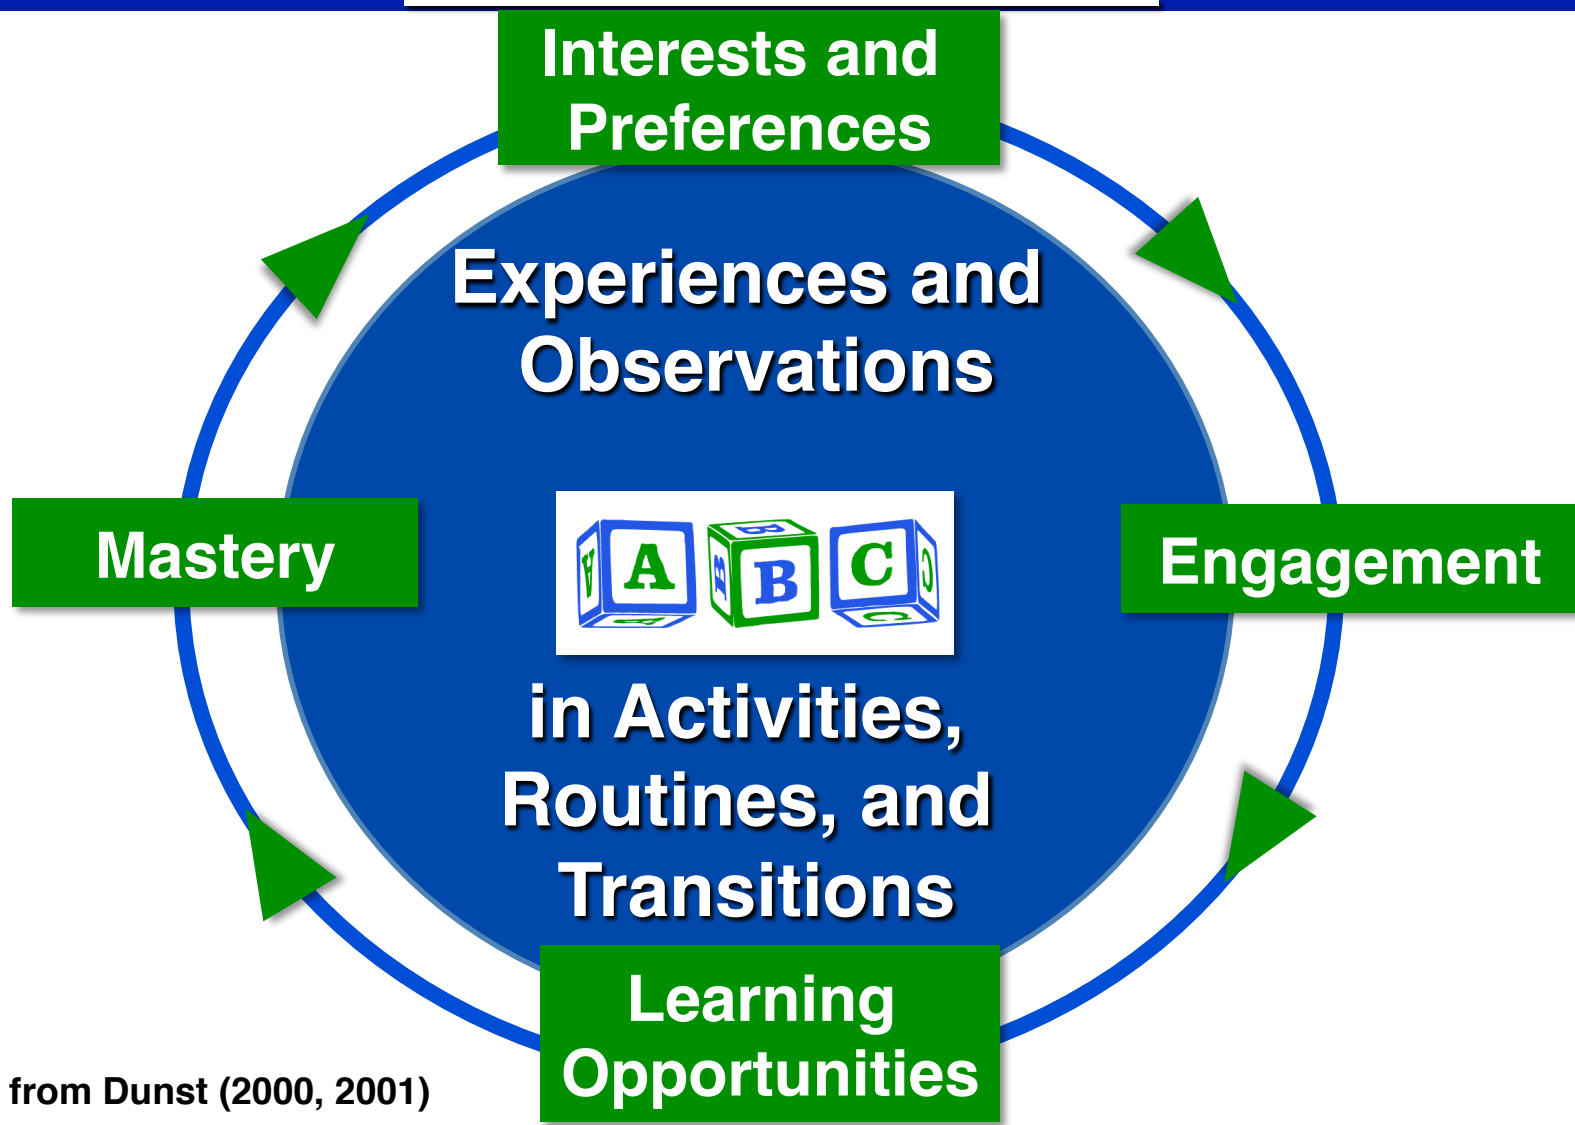 Interests and
Preferences
Experiences and
Observations
Mastery
A B C
Engagement
in Activities,
Routines, and
Transitions
Learning
Opportunities
from Dunst (2000, 2001)